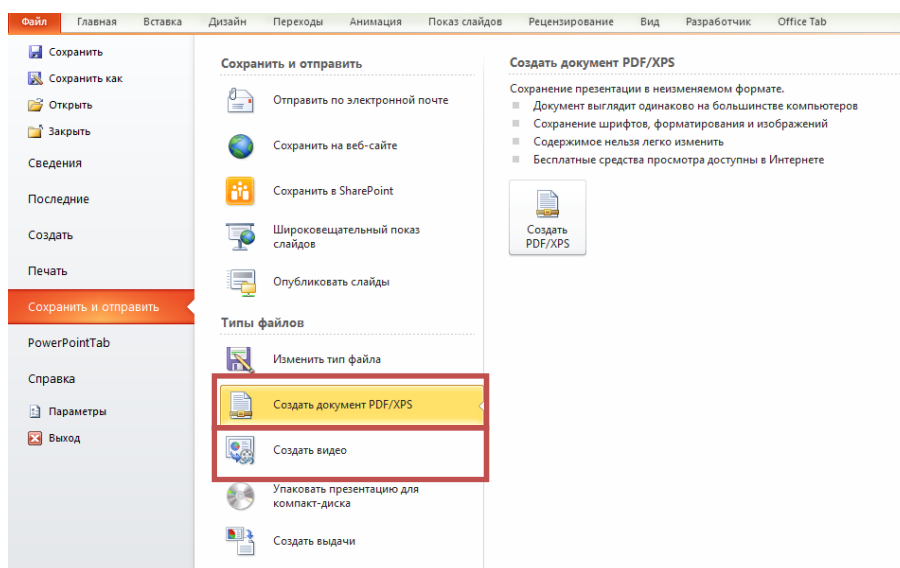 Файл Главная Вставка Дизайн Переходы Анимация Показ слайдов Рецензирование Вид Разработчик Office Tab
Сохранить
Сохранить как
Открыть
Закрыть
Сведения
Последние
Создать
Печать
Сохранить и отправить
PowerPointTab
Справка
Параметры
Выход
Сохранить и отправить
Отправить по электронной почте
Сохранить на веб-сайте
Сохранить в SharePoint
Широковещательный показ
слайдов
Опубликовать слайды
Типы файлов
Изменить тип файла
Создать документ PDF/XPS
Создать видео
Упаковать презентацию для
компакт-диска
Создать выдачи
Создать документ PDF/XPS
Сохранение презентации в неизменяемом формате.
Документ выглядит одинаково на большинстве компьютеров
Сохранение шрифтов, форматирования и изображений
Содержимое нельзя легко изменить
Бесплатные средства просмотра доступны в Интернете
Создать
PDF/XPS